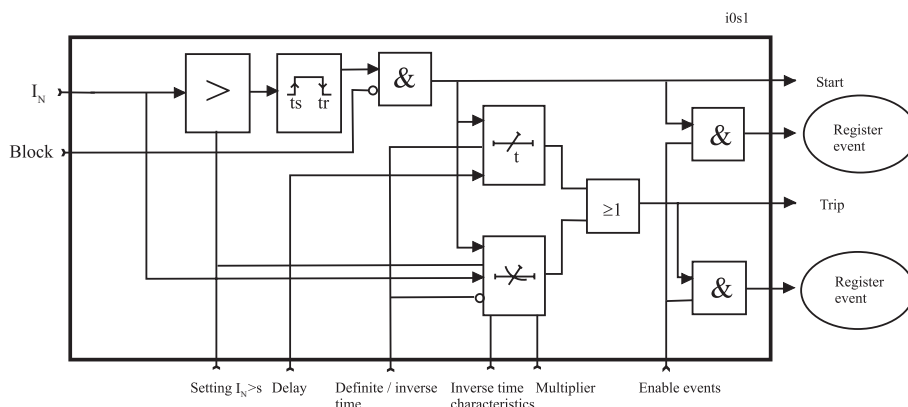 i0s1
I_N
>
ts tr
&
Start
Block
t
&
Register
event
≥1
Trip
&
Register
event
Setting I_N>s
Delay
Definite / inverse
time
Inverse time
characteristics
Multiplier
Enable events